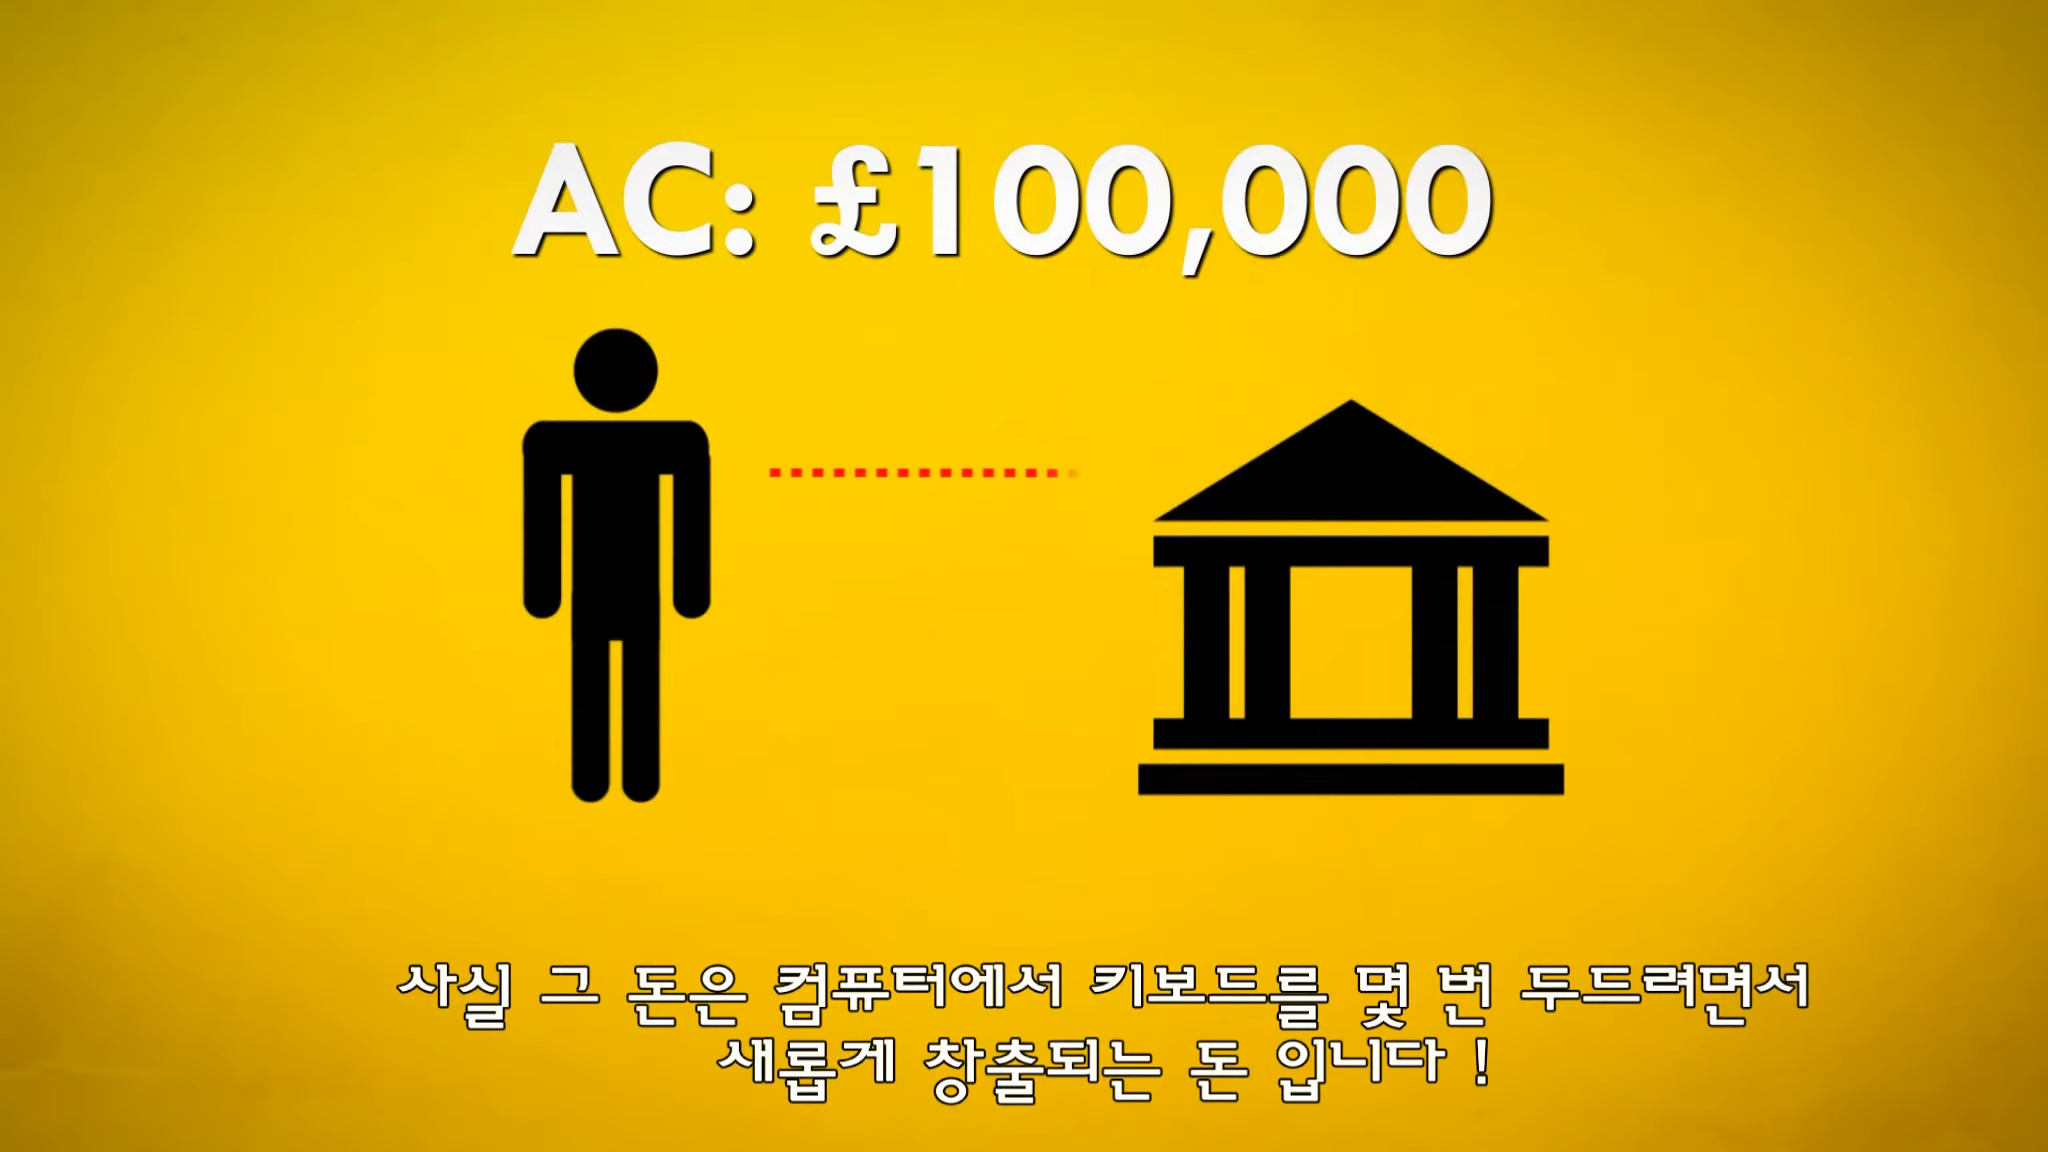 AC: £100,000
사실 그 돈은 컴퓨터에서 키보드를 몇 번 두드려면서
새롭게 창출되는 돈 입니다 !